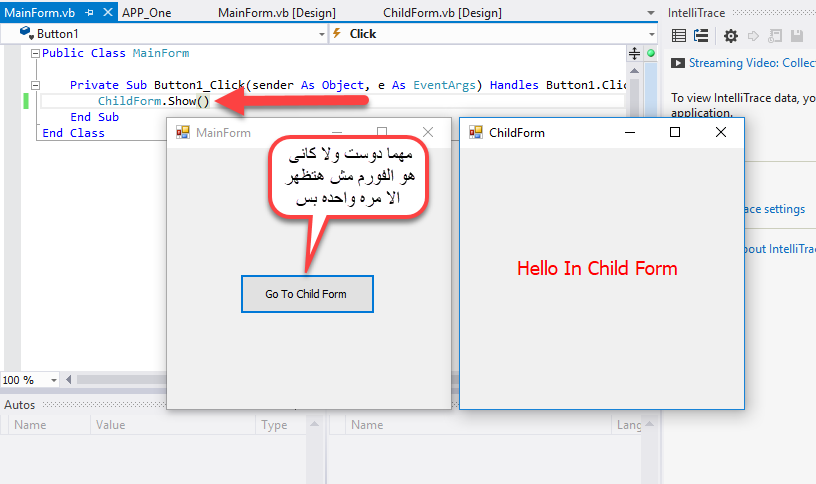 MainForm.vb
APP_One
MainForm.vb [Design]
ChildForm.vb [Design]
Button1
Click
Public Class MainForm
Private Sub Button1_Click(sender As Object, e As EventArgs) Handles Button1.Clic
ChildForm.Show()
End Sub
End Class
MainForm
مهما دوست ولا كانى
هو الفورم مش هتظهر
الا مره واحده بس
Go To Child Form
ChildForm
Hello In Child Form
IntelliTrace
Streaming Video: Collec
To view IntelliTrace data, yo
application.
ace settings
bout IntelliTrac
100 %
Autos
Name Value Type
Name Lang